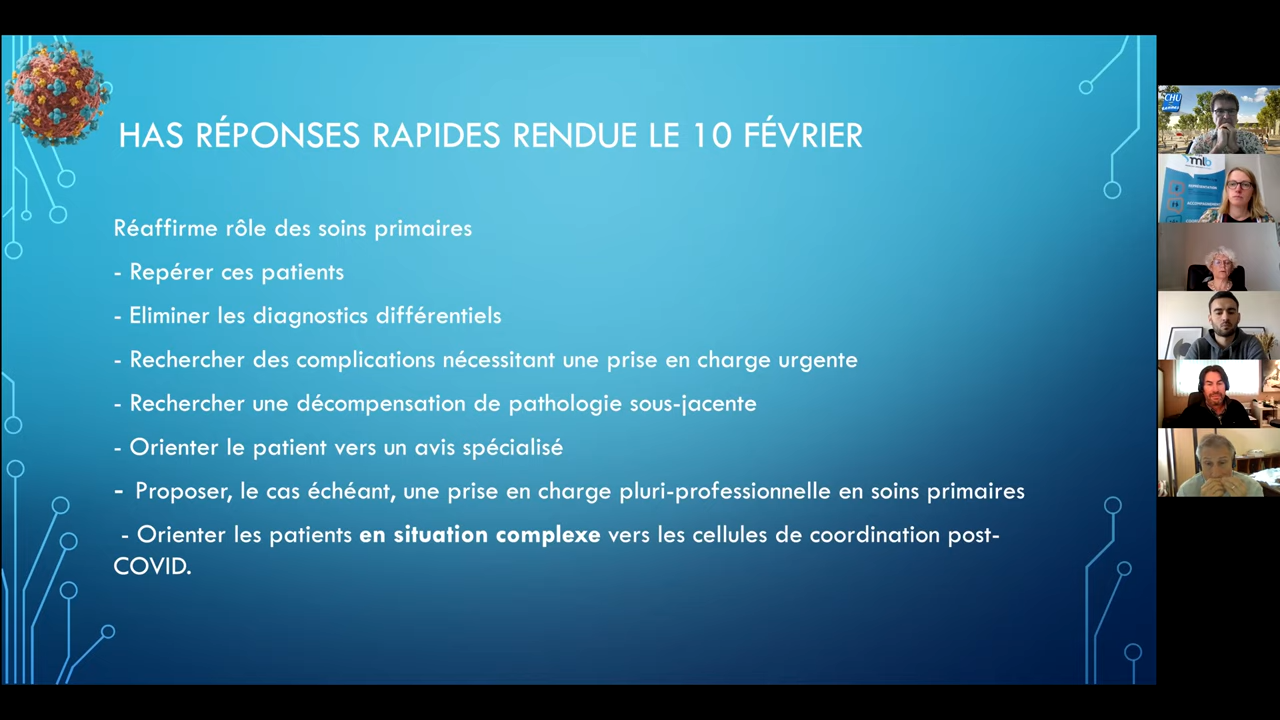 HAS RÉPONSES RAPIDES RENDUE LE 10 FÉVRIER
Réaffirme rôle des soins primaires
- Repérer ces patients
- Eliminer les diagnostics différentiels
- Rechercher des complications nécessitant une prise en charge urgente
- Rechercher une décompensation de pathologie sous-jacente
- Orienter le patient vers un avis spécialisé
- Proposer, le cas échéant, une prise en charge pluri-professionnelle en soins primaires
- Orienter les patients en situation complexe vers les cellules de coordination post-
COVID.
CHU
mlb